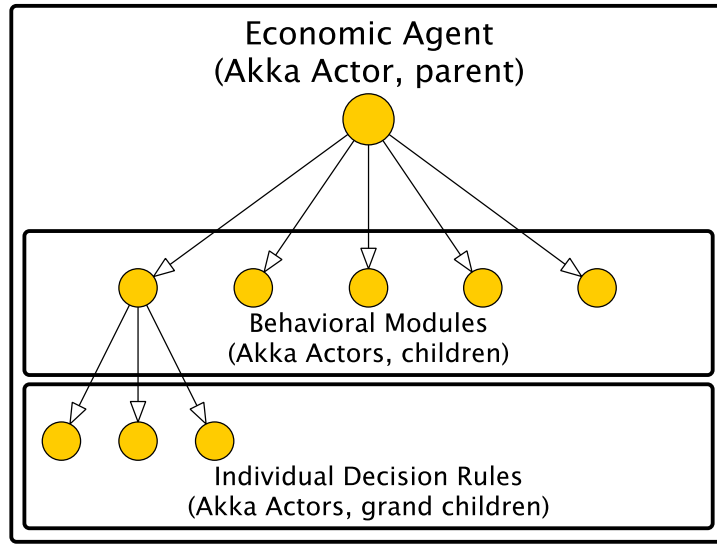 Economic Agent
(Akka Actor, parent)
Behavioral Modules
(Akka Actors, children)
Individual Decision Rules
(Akka Actors, grand children)